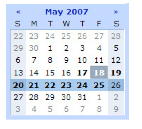 « May 2007 »
S M T W T F S
22 23 24 25 26 27 28
29 30 1 2 3 4 5
6 7 8 9 10 11 12
13 14 15 16 17 18 19
20 21 22 23 24 25 26
27 28 29 30 31 1 2
3 4 5 6 7 8 9